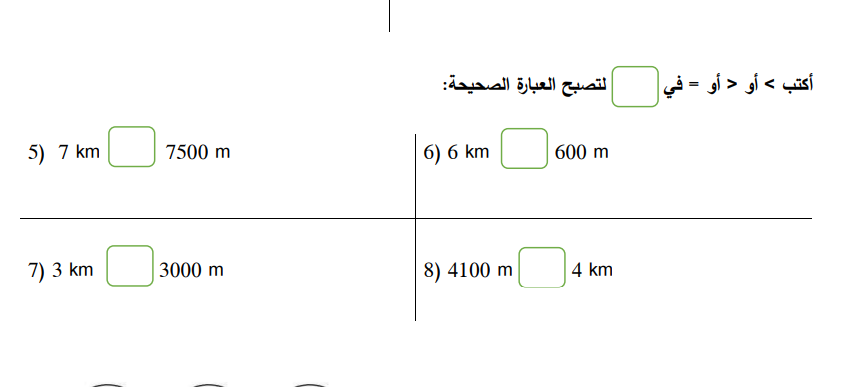 أكتب > أو < أو = في لتصبح العبارة الصحيحة:
5) 7 km 7500 m
6) 6 km 600 m
7) 3 km 3000 m
8) 4100 m 4 km